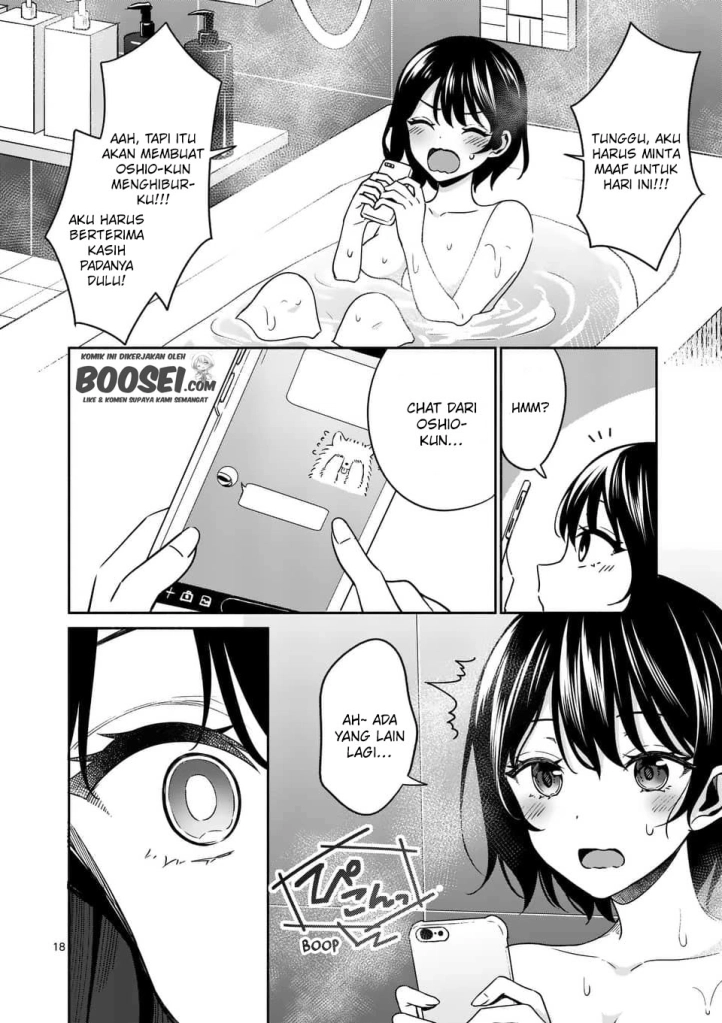 TUNGGU, AKU
HARUS MINTA
MAAF UNTUK
HARI INI!!!
AAH, TAPI ITU
AKAN MEMBUAT
OSHIO-KUN
MENGHIBUR-
KU!!!
AKU HARUS
BERTERIMA
KASIH
PADANYA
DULU!
HMM?
CHAT DARI
OSHIO-
KUN...
KOMIK INI DIKERJAKAN OLEH
BOOSEI.COM
LIKE & KOMEN SUPAYA KAMI SEMANGAT
AH~ ADA
YANG LAIN
LAGI...
ぴこんっ
BOOP
18